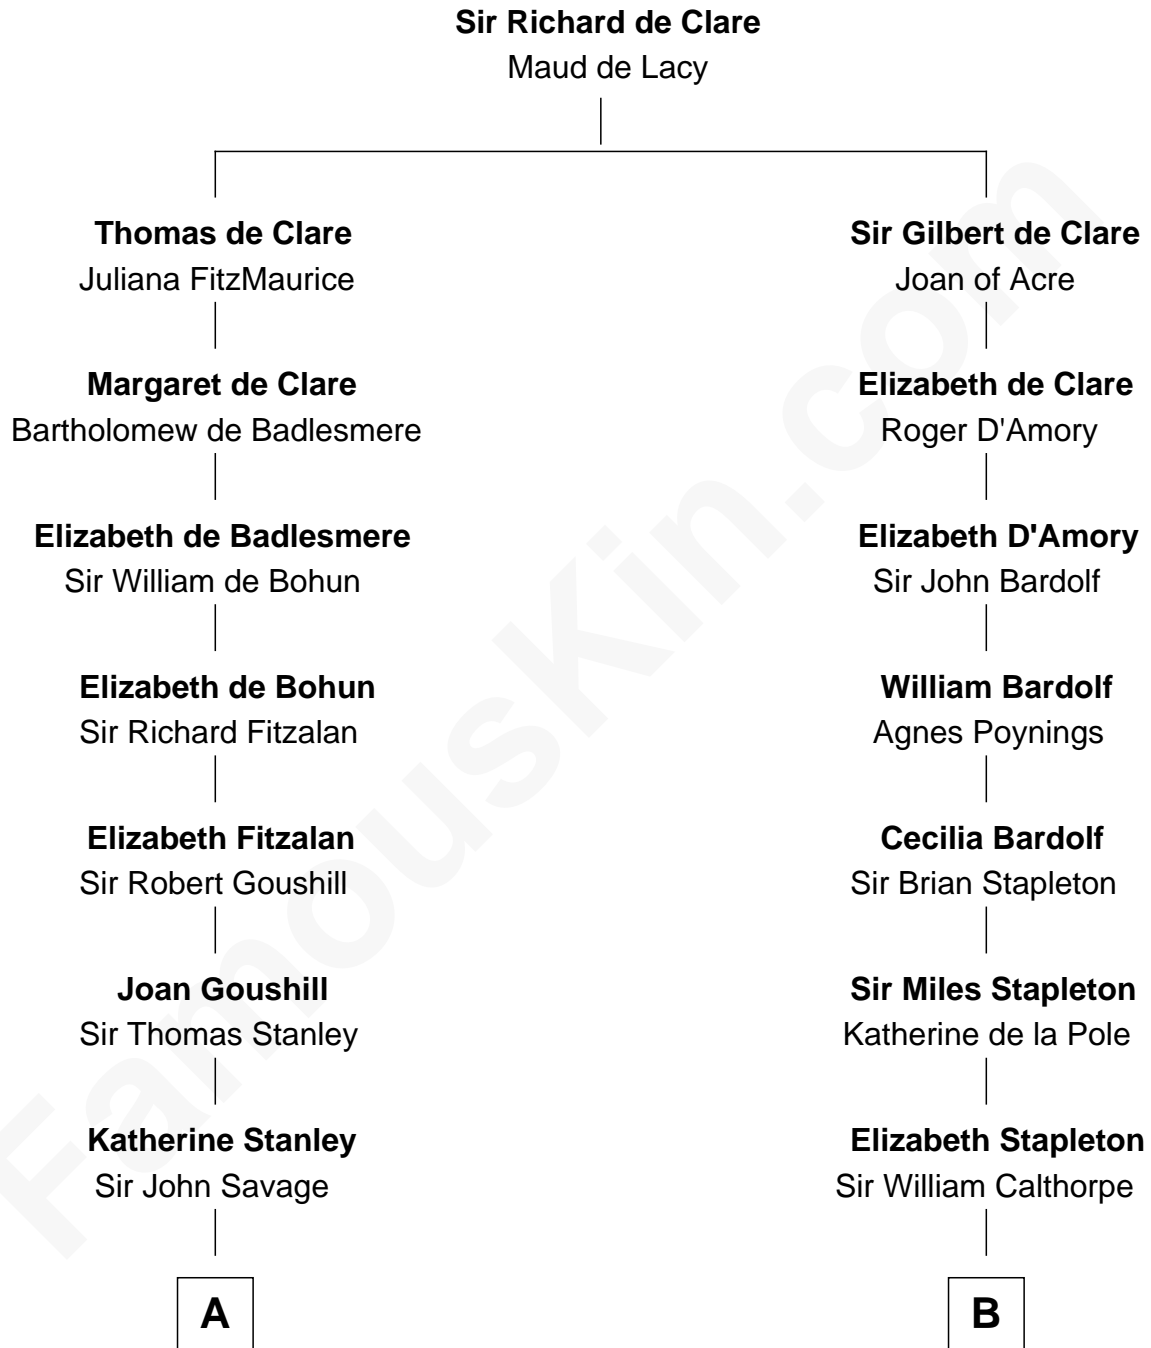 Sir Richard de Clare
Maud de Lacy
Thomas de Clare
Juliana FitzMaurice
Sir Gilbert de Clare
Joan of Acre
Margaret de Clare
Bartholomew de Badlesmere
Elizabeth de Clare
Roger D'Amory
Elizabeth de Badlesmere
Sir William de Bohun
Elizabeth D'Amory
Sir John Bardolf
Elizabeth de Bohun
Sir Richard Fitzalan
William Bardolf
Agnes Poynings
Elizabeth Fitzalan
Sir Robert Goushill
Cecilia Bardolf
Sir Brian Stapleton
Joan Goushill
Sir Thomas Stanley
Sir Miles Stapleton
Katherine de la Pole
Katherine Stanley
Sir John Savage
Elizabeth Stapleton
Sir William Calthorpe
A
B
FamousKin.com